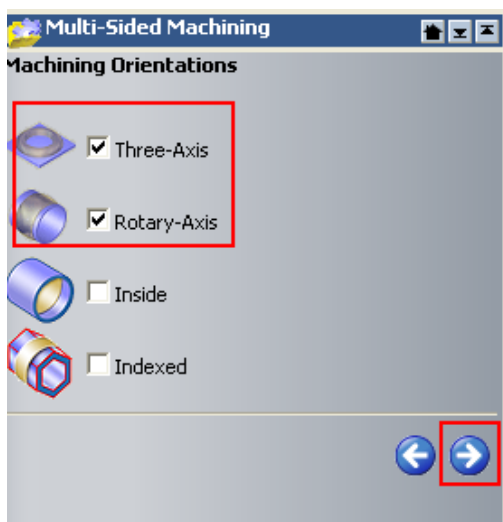 Multi-Sided Machining
Machining Orientations
Three-Axis
Rotary-Axis
Inside
Indexed